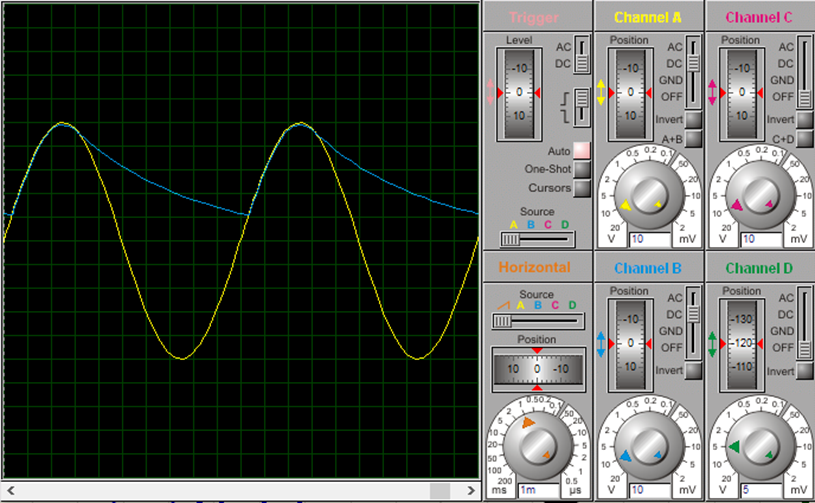 Trigger
Level
AC
DC
-10
0
10
Auto
One-Shot
Cursors
Source
A B C D
Channel A
Position
AC
DC
GND
OFF
-10
0
10
Invert
A+B
0.5 0.2 0.1
1 50
2 20
5 10
10 5
20 2
V 10 mV
Channel C
Position
AC
DC
GND
OFF
-10
0
10
Invert
C+D
0.5 0.2 0.1
1 50
2 20
5 10
10 5
20 2
V 10 mV
Horizontal
Source
A B C D
Position
10 0 -10
1 0.5 0.2 0.1
2 50
5 20
10 10
20 5
50 2
100 1
200 0.5
ms 1m µs
Channel B
Position
AC
DC
GND
OFF
-10
0
10
Invert
0.5 0.2 0.1
1 50
2 20
5 10
10 5
20 2
V 10 mV
Channel D
Position
AC
DC
GND
OFF
-130
-120
-110
Invert
0.5 0.2 0.1
1 50
2 20
5 10
10 5
20 2
V 5 mV